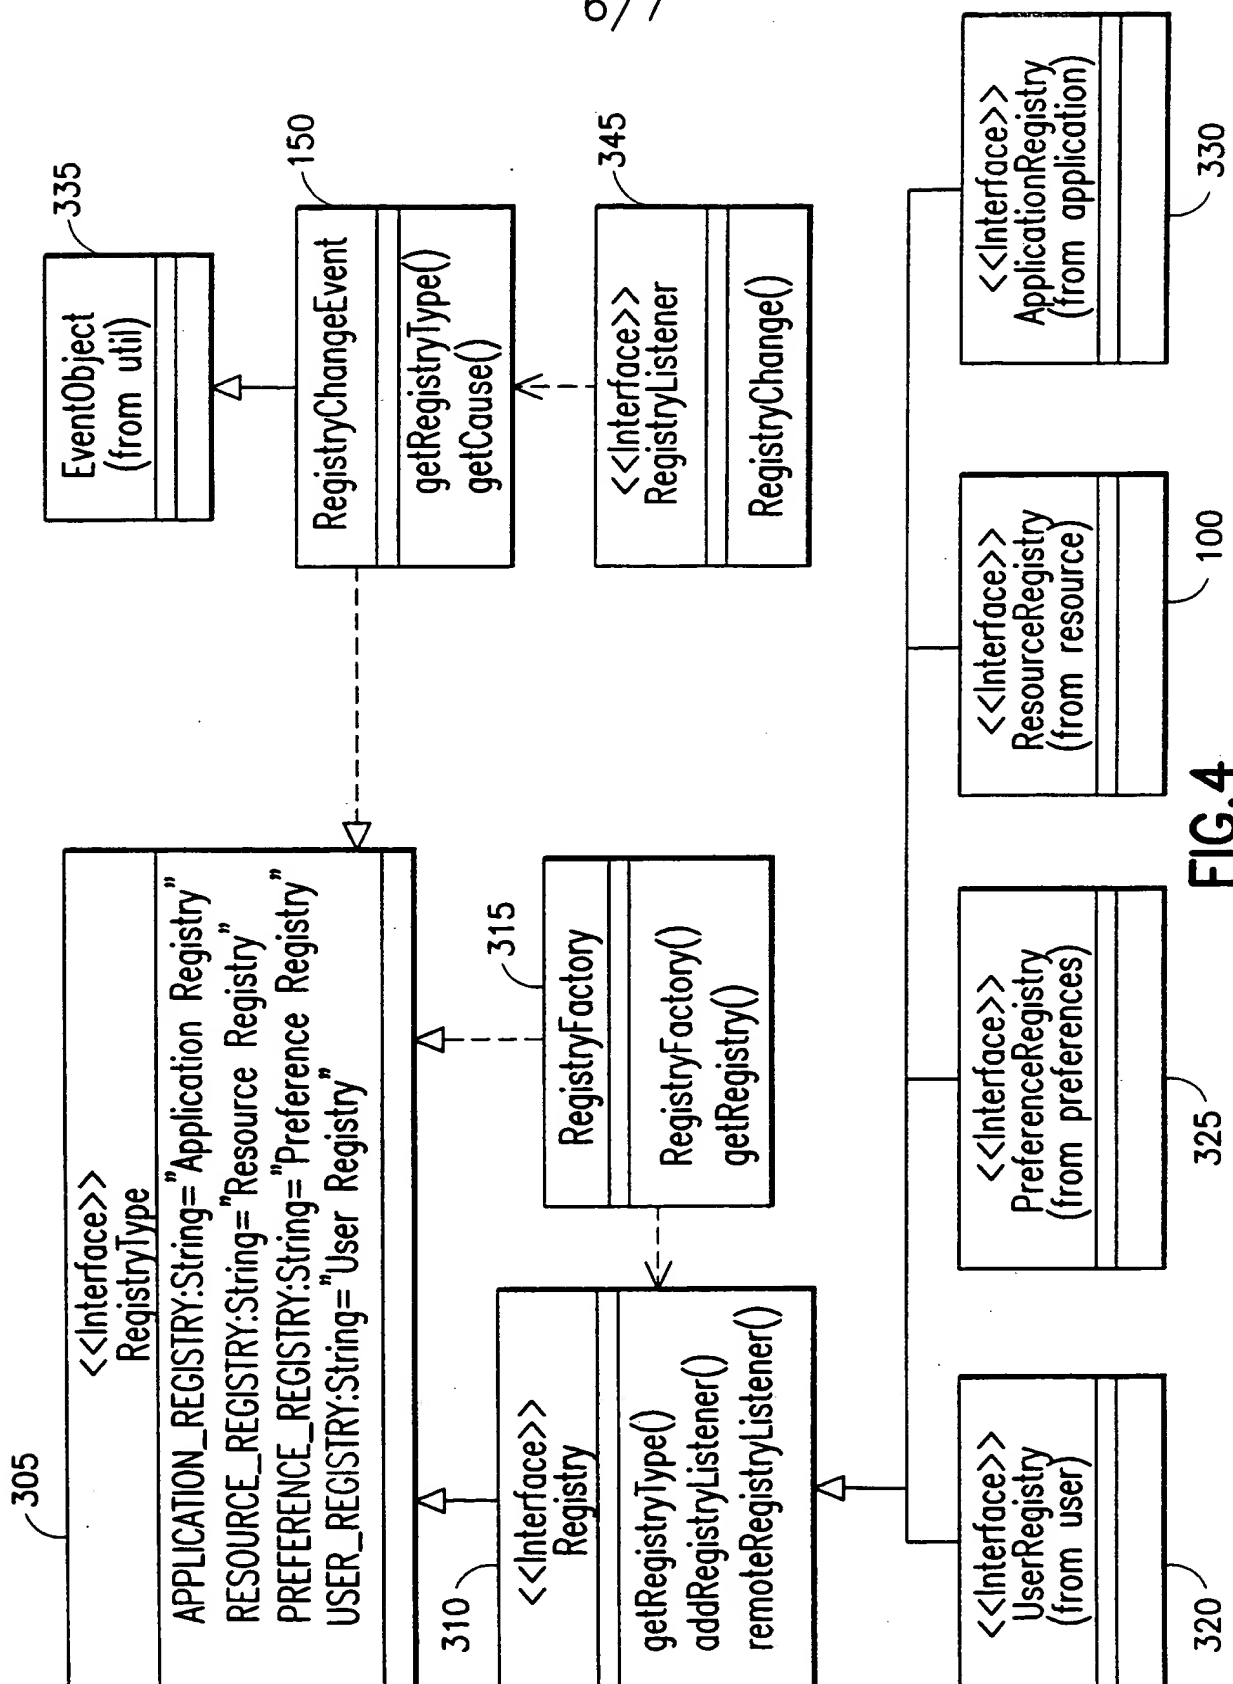 6/7
305
<<Interface>>
RegistryType
APPLICATION_REGISTRY:String="Application Registry"
RESOURCE_REGISTRY:String="Resource Registry"
PREFERENCE_REGISTRY:String="Preference Registry"
USER_REGISTRY:String="User Registry"
335
EventObject
(from util)
150
RegistryChangeEvent
getRegistryType()
getCause()
345
<<Interface>>
RegistryListener
RegistryChange()
310
<<Interface>>
Registry
getRegistryType()
addRegistryListener()
remoteRegistryListener()
315
RegistryFactory
RegistryFactory()
getRegistry()
<<Interface>>
UserRegistry
(from user)
320
<<Interface>>
PreferenceRegistry
(from preferences)
325
<<Interface>>
ResourceRegistry
(from resource)
100
<<Interface>>
ApplicationRegistry
(from application)
330
FIG.4